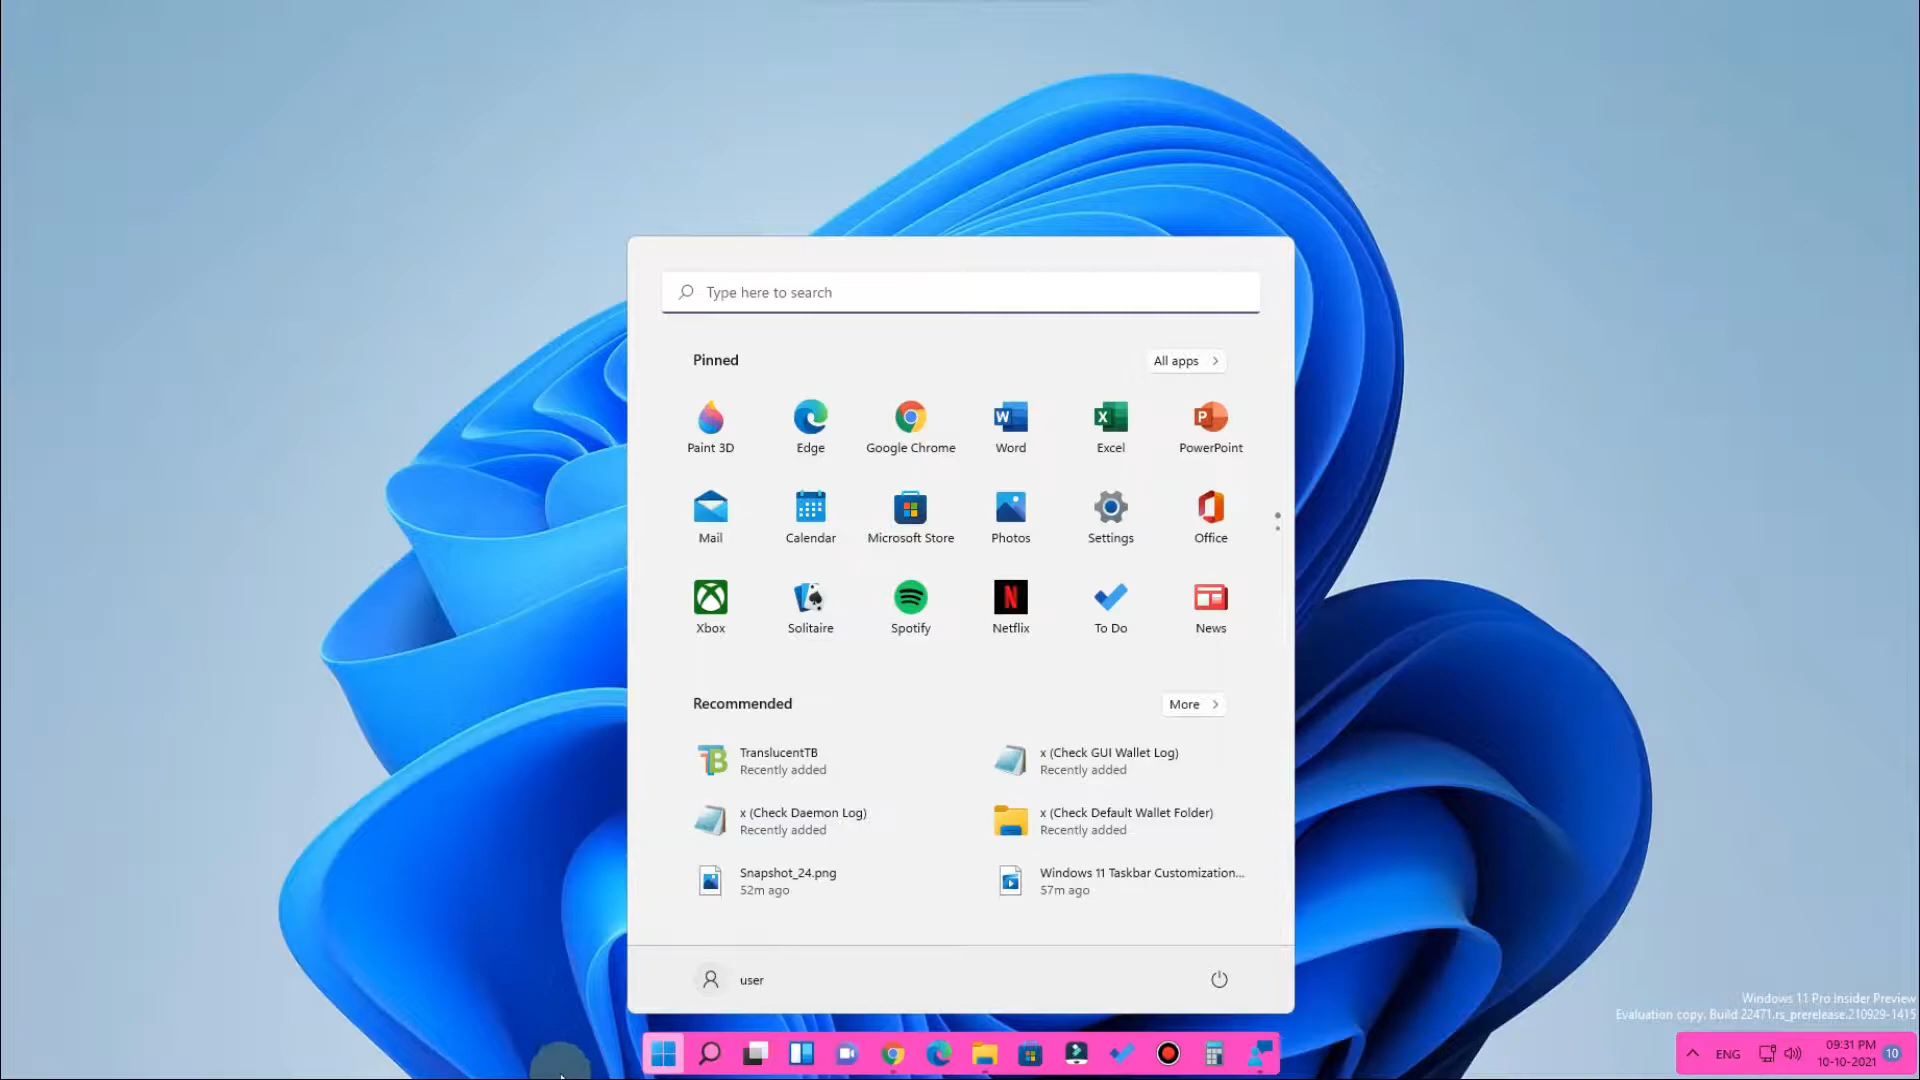 Type here to search
Pinned
All apps
Paint 3D
Edge
Google Chrome
Word
Excel
PowerPoint
Mail
Calendar
Microsoft Store
Photos
Settings
Office
Xbox
Solitaire
Spotify
Netflix
To Do
News
Recommended
More
TranslucentTB
Recently added
x (Check GUI Wallet Log)
Recently added
x (Check Daemon Log)
Recently added
x (Check Default Wallet Folder)
Recently added
Snapshot_24.png
52m ago
Windows 11 Taskbar Customization...
57m ago
user
Windows 11 Pro Insider Preview
Evaluation copy. Build 22471.rs_prerelease.210929-1415
ENG
09:31 PM
10-10-2021
10